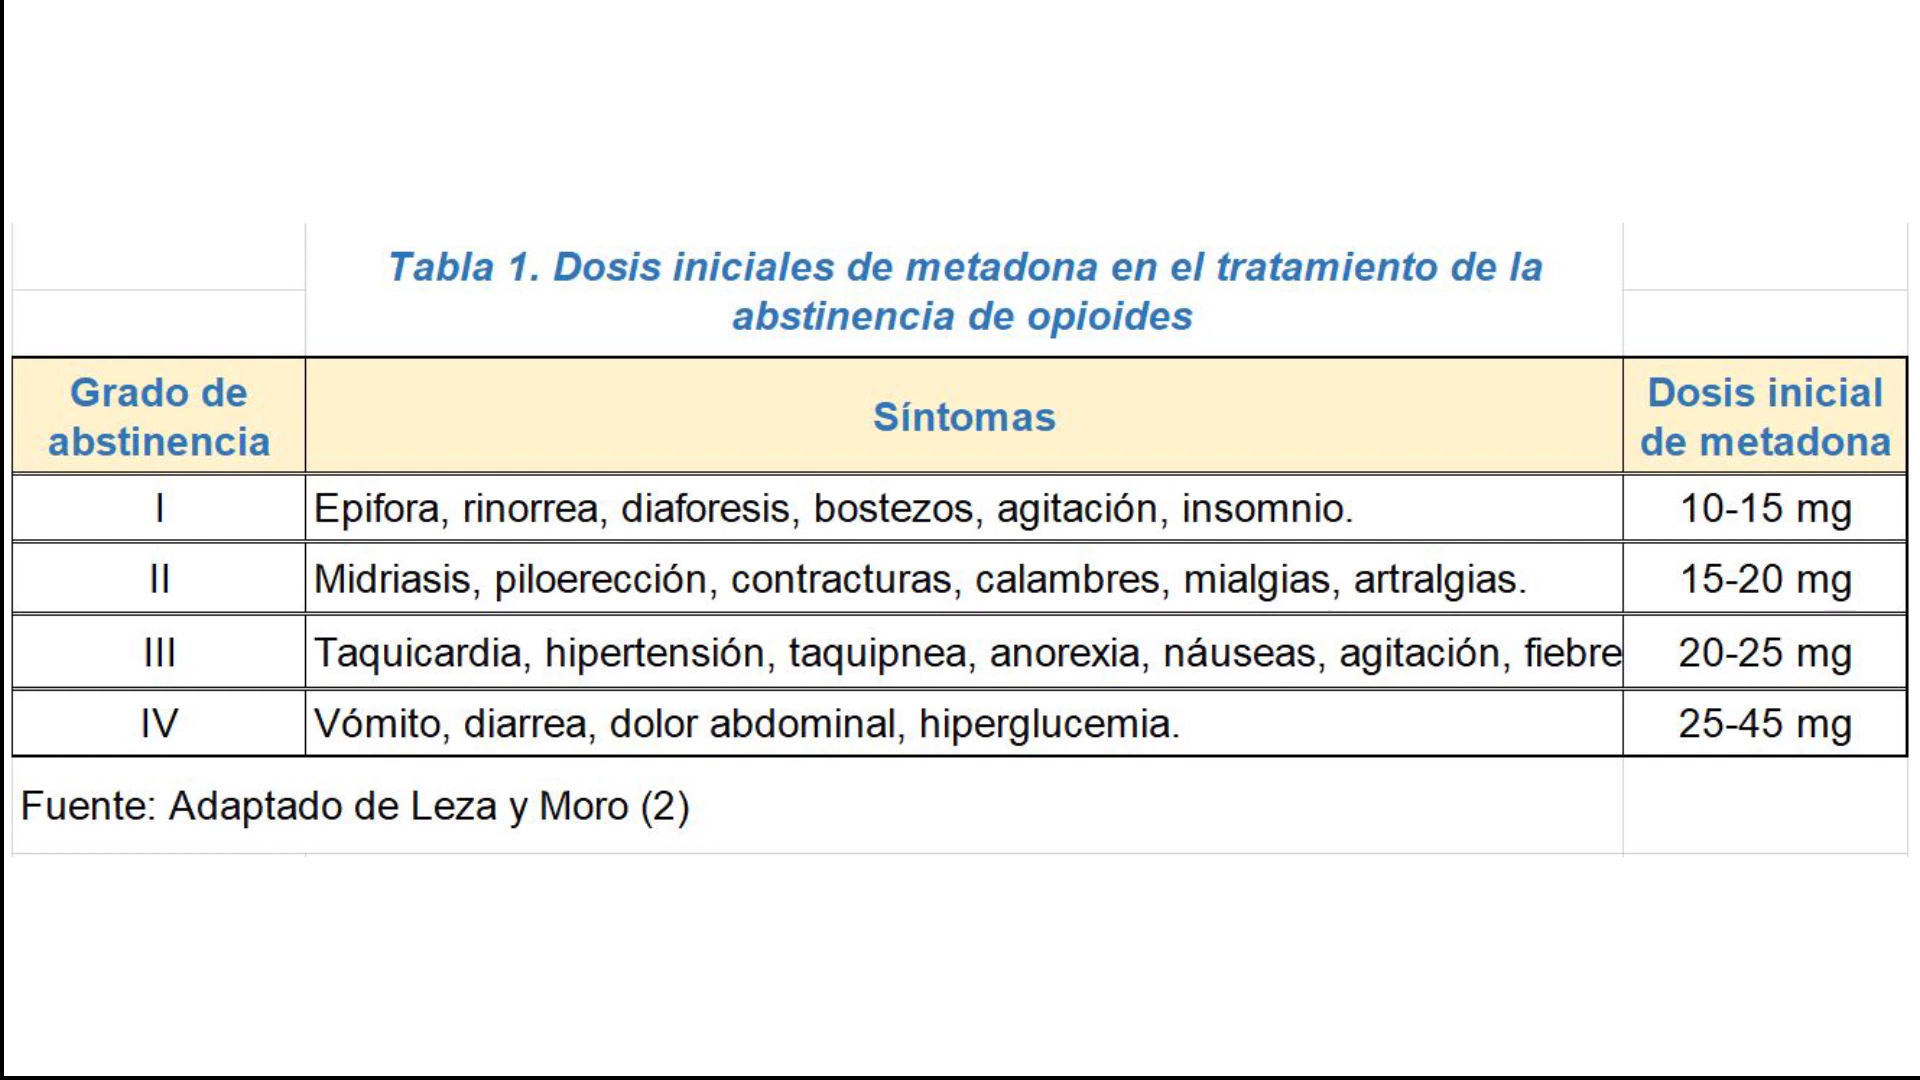 Tabla 1. Dosis iniciales de metadona en el tratamiento de la
abstinencia de opioides
Grado de abstinencia
Síntomas
Dosis inicial de metadona
I
Epifora, rinorrea, diaforesis, bostezos, agitación, insomnio.
10-15 mg
II
Midriasis, piloerección, contracturas, calambres, mialgias, artralgias.
15-20 mg
III
Taquicardia, hipertensión, taquipnea, anorexia, náuseas, agitación, fiebre
20-25 mg
IV
Vómito, diarrea, dolor abdominal, hiperglucemia.
25-45 mg
Fuente: Adaptado de Leza y Moro (2)